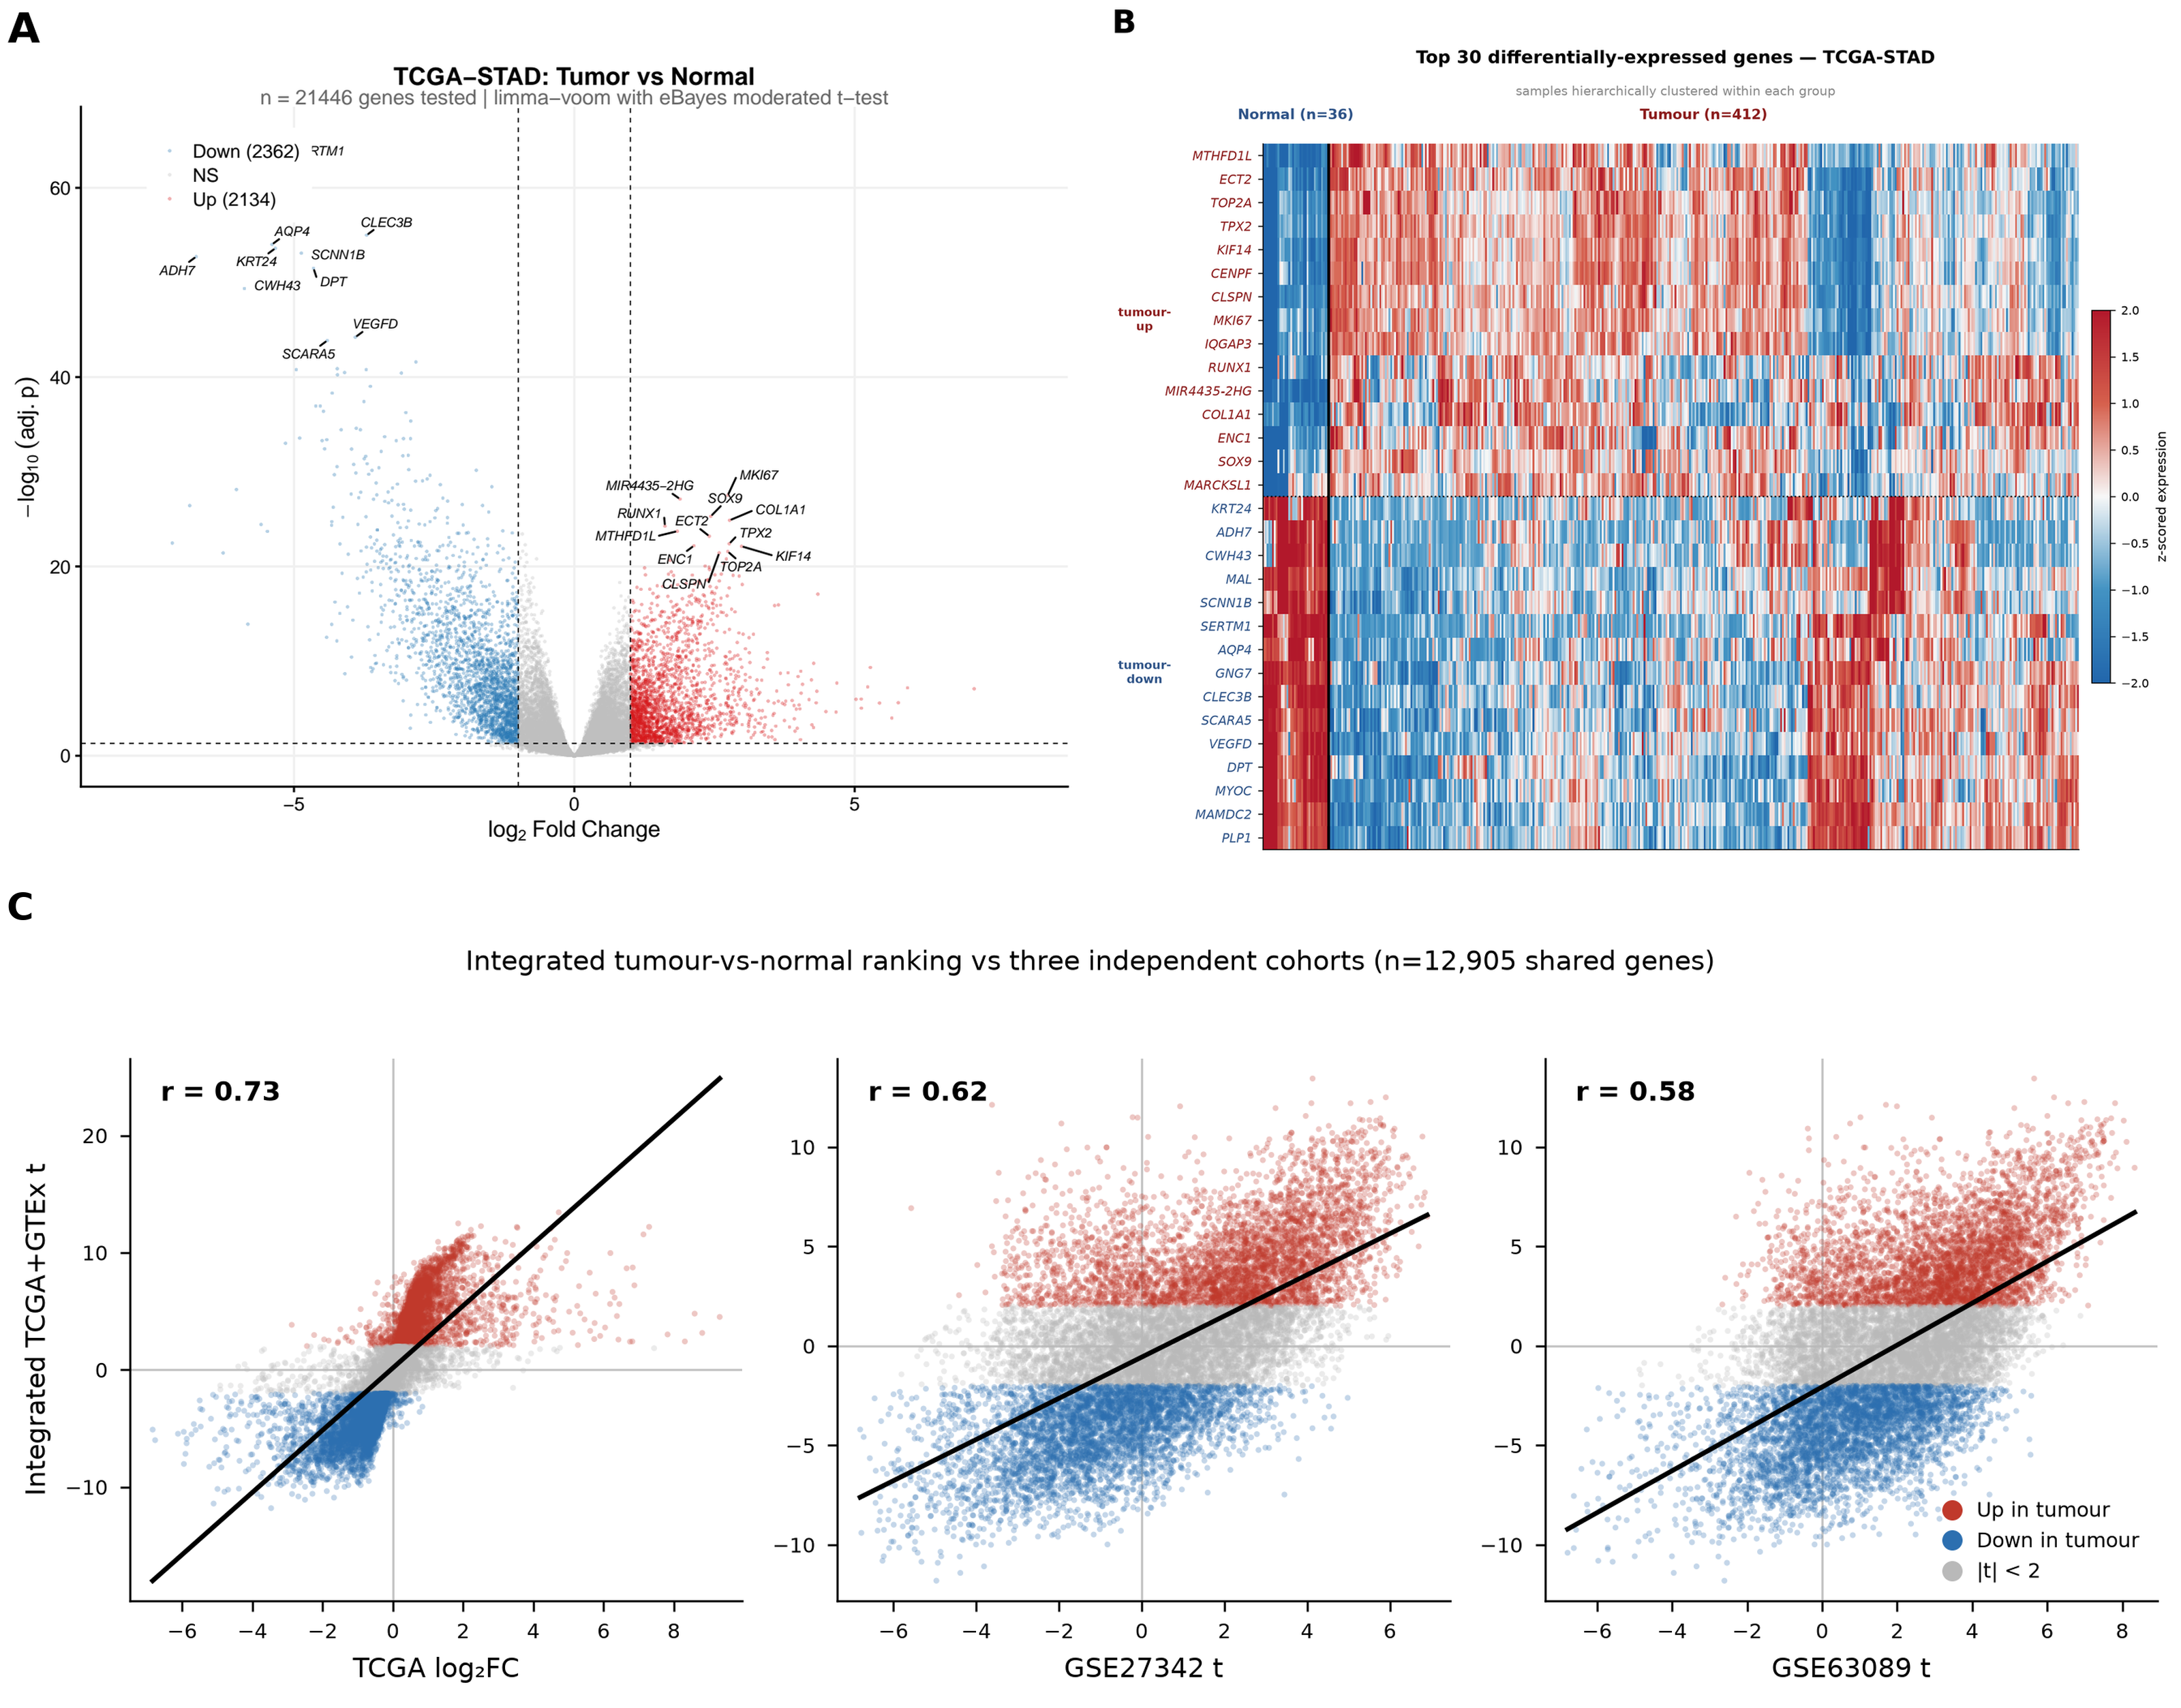 A
TCGA–STAD: Tumor vs Normal
n = 21446 genes tested | limma–voom with eBayes moderated t–test
Down (2362)
RTM1
NS
Up (2134)
60
40
20
0
−log10 (adj. p)
CLEC3B
AQP4
SCNN1B
KRT24
ADH7
DPT
CWH43
VEGFD
SCARA5
MKI67
MIR4435–2HG
SOX9
COL1A1
RUNX1
ECT2
TPX2
MTHFD1L
KIF14
ENC1
TOP2A
CLSPN
−5
0
5
log2 Fold Change
B
Top 30 differentially-expressed genes — TCGA-STAD
samples hierarchically clustered within each group
Normal (n=36)
Tumour (n=412)
tumour-
up
tumour-
down
MTHFD1L
ECT2
TOP2A
TPX2
KIF14
CENPF
CLSPN
MKI67
IQGAP3
RUNX1
MIR4435-2HG
COL1A1
ENC1
SOX9
MARCKSL1
KRT24
ADH7
CWH43
MAL
SCNN1B
SERTM1
AQP4
GNG7
CLEC3B
SCARA5
VEGFD
DPT
MYOC
MAMDC2
PLP1
2.0
1.5
1.0
0.5
0.0
−0.5
−1.0
−1.5
−2.0
z-scored expression
C
Integrated tumour-vs-normal ranking vs three independent cohorts (n=12,905 shared genes)
Integrated TCGA+GTEx t
r = 0.73
20
10
0
−10
−6
−4
−2
0
2
4
6
8
TCGA log₂FC
r = 0.62
10
5
0
−5
−10
−6
−4
−2
0
2
4
6
GSE27342 t
r = 0.58
10
5
0
−5
−10
−6
−4
−2
0
2
4
6
8
GSE63089 t
Up in tumour
Down in tumour
|t| < 2